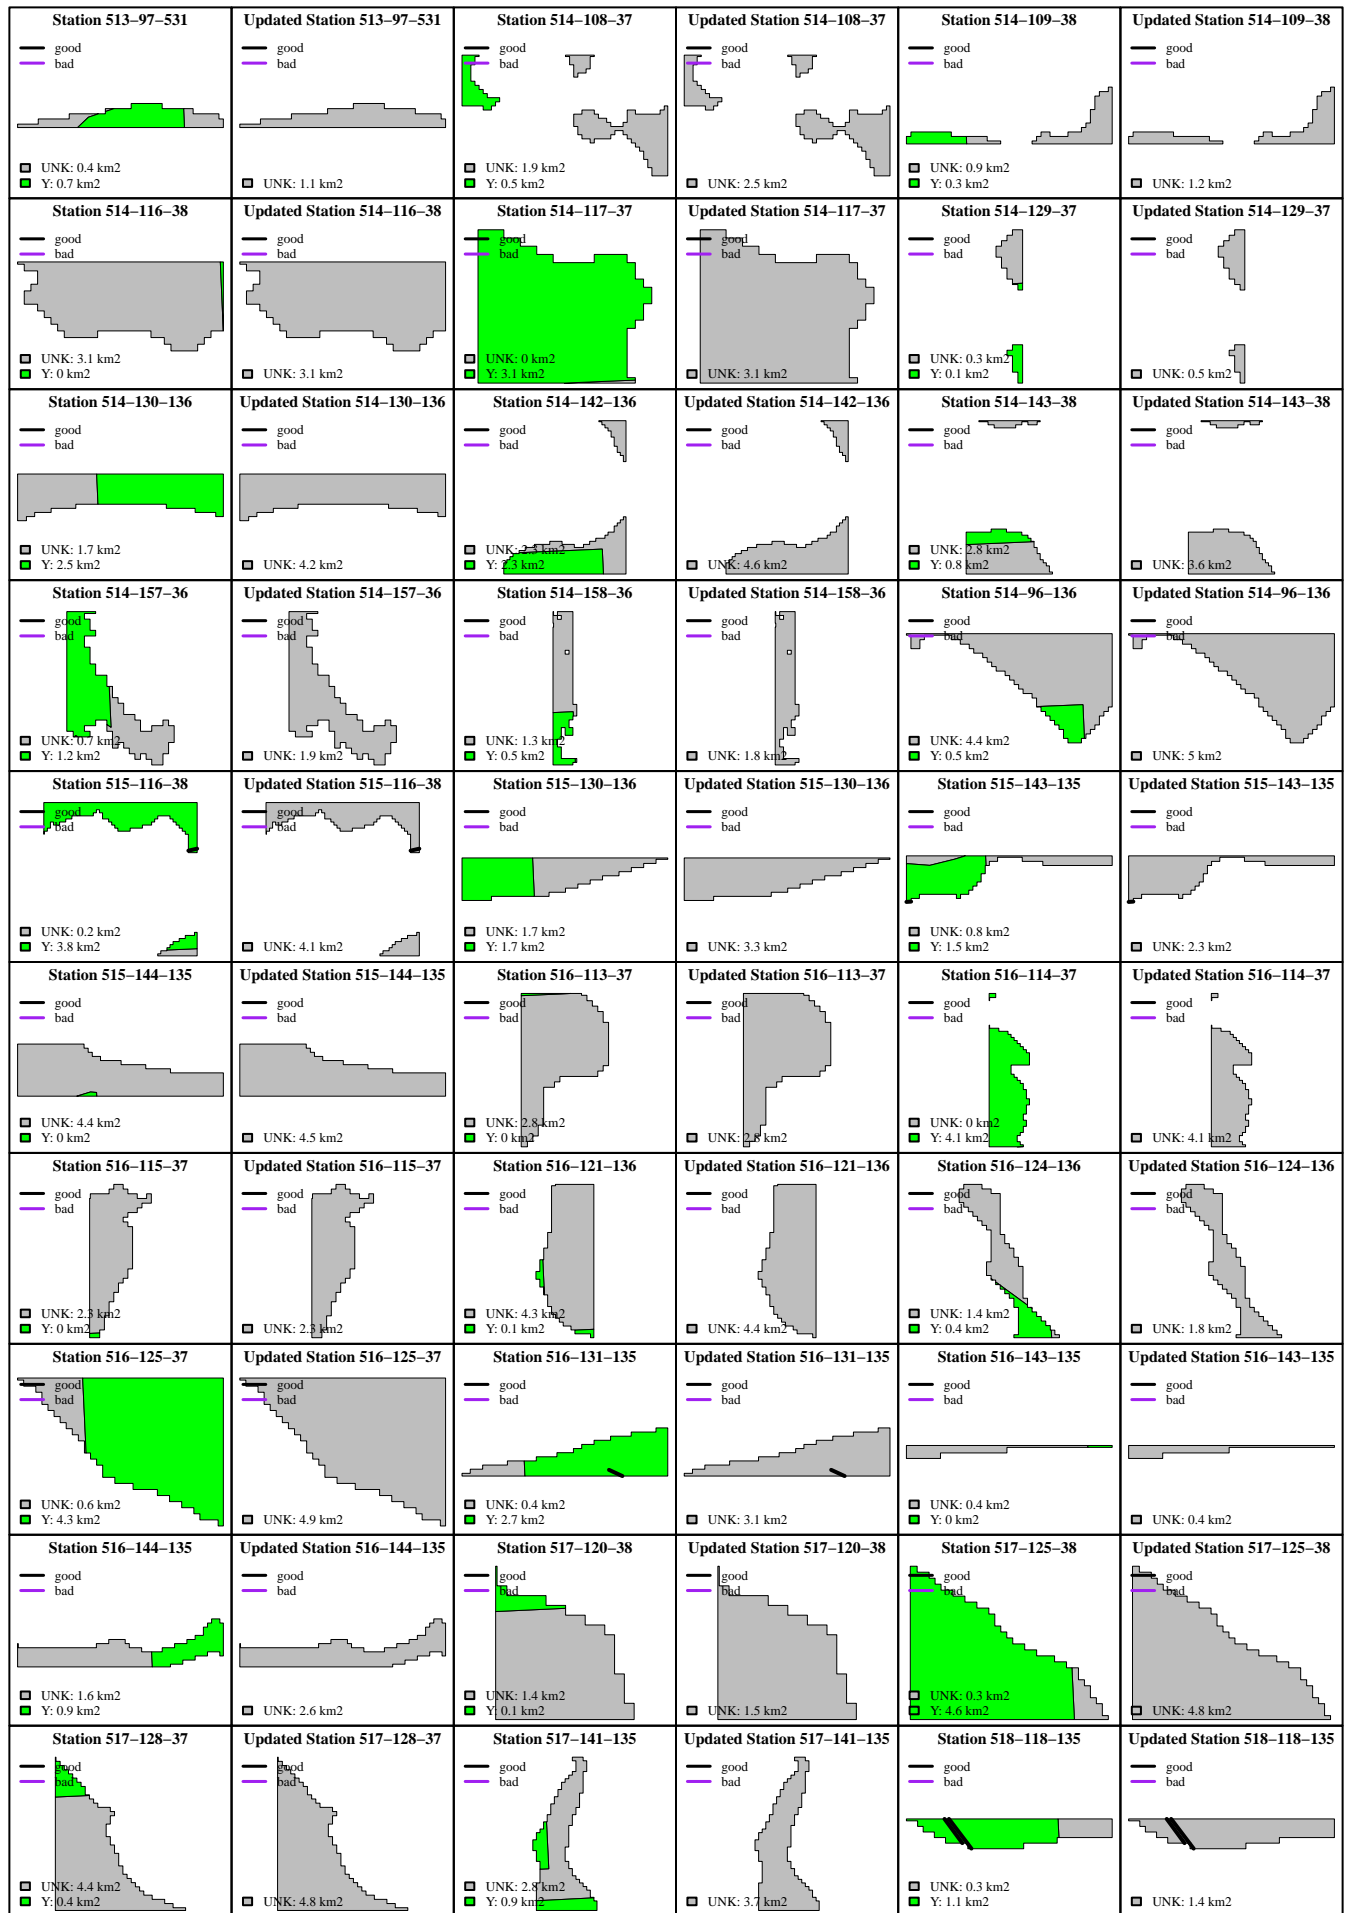 Station 513−97−531
good
bad
UNK: 0.4 km2
Y: 0.7 km2
Updated Station 513−97−531
good
bad
UNK: 1.1 km2
Station 514−108−37
good
bad
UNK: 1.9 km2
Y: 0.5 km2
Updated Station 514−108−37
good
bad
UNK: 2.5 km2
Station 514−109−38
good
bad
UNK: 0.9 km2
Y: 0.3 km2
Updated Station 514−109−38
good
bad
UNK: 1.2 km2
Station 514−116−38
good
bad
UNK: 3.1 km2
Y: 0 km2
Updated Station 514−116−38
good
bad
UNK: 3.1 km2
Station 514−117−37
good
bad
UNK: 0 km2
Y: 3.1 km2
Updated Station 514−117−37
good
bad
UNK: 3.1 km2
Station 514−129−37
good
bad
UNK: 0.3 km2
Y: 0.1 km2
Updated Station 514−129−37
good
bad
UNK: 0.5 km2
Station 514−130−136
good
bad
UNK: 1.7 km2
Y: 2.5 km2
Updated Station 514−130−136
good
bad
UNK: 4.2 km2
Station 514−142−136
good
bad
UNK: 2.3 km2
Y: 2.3 km2
Updated Station 514−142−136
good
bad
UNK: 4.6 km2
Station 514−143−38
good
bad
UNK: 2.8 km2
Y: 0.8 km2
Updated Station 514−143−38
good
bad
UNK: 3.6 km2
Station 514−157−36
good
bad
UNK: 0.7 km2
Y: 1.2 km2
Updated Station 514−157−36
good
bad
UNK: 1.9 km2
Station 514−158−36
good
bad
UNK: 1.3 km2
Y: 0.5 km2
Updated Station 514−158−36
good
bad
UNK: 1.8 km2
Station 514−96−136
good
bad
UNK: 4.4 km2
Y: 0.5 km2
Updated Station 514−96−136
good
bad
UNK: 5 km2
Station 515−116−38
good
bad
UNK: 0.2 km2
Y: 3.8 km2
Updated Station 515−116−38
good
bad
UNK: 4.1 km2
Station 515−130−136
good
bad
UNK: 1.7 km2
Y: 1.7 km2
Updated Station 515−130−136
good
bad
UNK: 3.3 km2
Station 515−143−135
good
bad
UNK: 0.8 km2
Y: 1.5 km2
Updated Station 515−143−135
good
bad
UNK: 2.3 km2
Station 515−144−135
good
bad
UNK: 4.4 km2
Y: 0 km2
Updated Station 515−144−135
good
bad
UNK: 4.5 km2
Station 516−113−37
good
bad
UNK: 2.8 km2
Y: 0 km2
Updated Station 516−113−37
good
bad
UNK: 2.8 km2
Station 516−114−37
good
bad
UNK: 0 km2
Y: 4.1 km2
Updated Station 516−114−37
good
bad
UNK: 4.1 km2
Station 516−115−37
good
bad
UNK: 2.3 km2
Y: 0 km2
Updated Station 516−115−37
good
bad
UNK: 2.3 km2
Station 516−121−136
good
bad
UNK: 4.3 km2
Y: 0.1 km2
Updated Station 516−121−136
good
bad
UNK: 4.4 km2
Station 516−124−136
good
bad
UNK: 1.4 km2
Y: 0.4 km2
Updated Station 516−124−136
good
bad
UNK: 1.8 km2
Station 516−125−37
good
bad
UNK: 0.6 km2
Y: 4.3 km2
Updated Station 516−125−37
good
bad
UNK: 4.9 km2
Station 516−131−135
good
bad
UNK: 0.4 km2
Y: 2.7 km2
Updated Station 516−131−135
good
bad
UNK: 3.1 km2
Station 516−143−135
good
bad
UNK: 0.4 km2
Y: 0 km2
Updated Station 516−143−135
good
bad
UNK: 0.4 km2
Station 516−144−135
good
bad
UNK: 1.6 km2
Y: 0.9 km2
Updated Station 516−144−135
good
bad
UNK: 2.6 km2
Station 517−120−38
good
bad
UNK: 1.4 km2
Y: 0.1 km2
Updated Station 517−120−38
good
bad
UNK: 1.5 km2
Station 517−125−38
good
bad
UNK: 0.3 km2
Y: 4.6 km2
Updated Station 517−125−38
good
bad
UNK: 4.8 km2
Station 517−128−37
good
bad
UNK: 4.4 km2
Y: 0.4 km2
Updated Station 517−128−37
good
bad
UNK: 4.8 km2
Station 517−141−135
good
bad
UNK: 2.8 km2
Y: 0.9 km2
Updated Station 517−141−135
good
bad
UNK: 3.7 km2
Station 518−118−135
good
bad
UNK: 0.3 km2
Y: 1.1 km2
Updated Station 518−118−135
good
bad
UNK: 1.4 km2